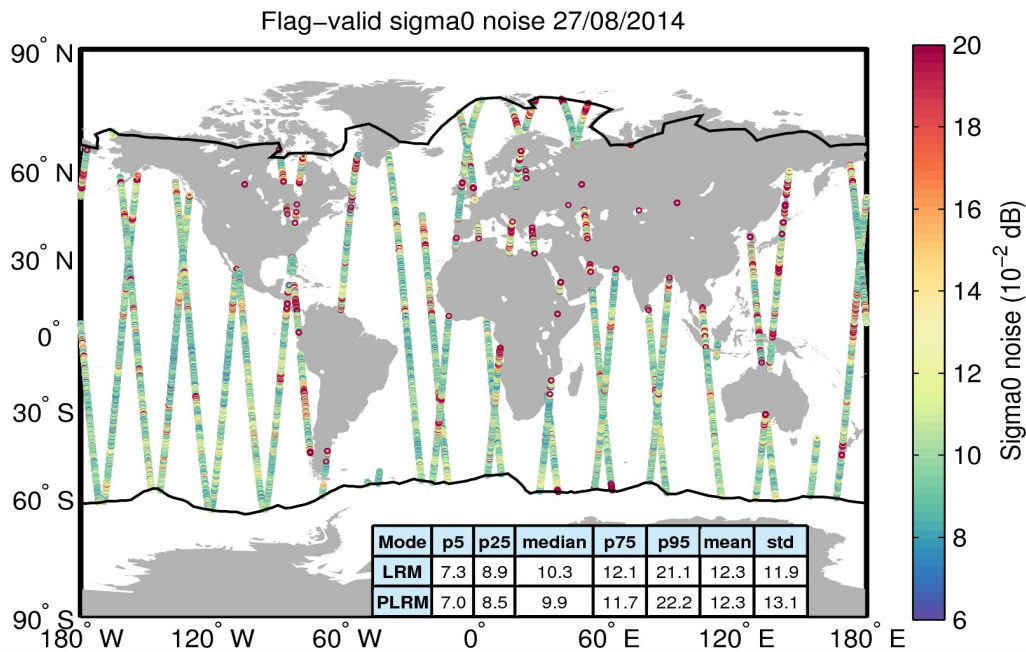 Flag−valid sigma0 noise 27/08/2014
90° N
60° N
30° N
0°
30° S
60° S
90° S
180° W
120° W
60° W
0°
60° E
120° E
180° E
20
18
16
14
12
10
8
6
Sigma0 noise (10⁻² dB)
Mode p5 p25 median p75 p95 mean std
LRM 7.3 8.9 10.3 12.1 21.1 12.3 11.9
PLRM 7.0 8.5 9.9 11.7 22.2 12.3 13.1